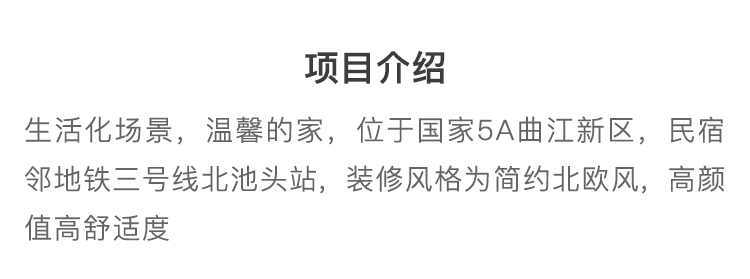 项目介绍
生活化场景，温馨的家，位于国家5A曲江新区，民宿
邻地铁三号线北池头站，装修风格为简约北欧风，高颜
值高舒适度